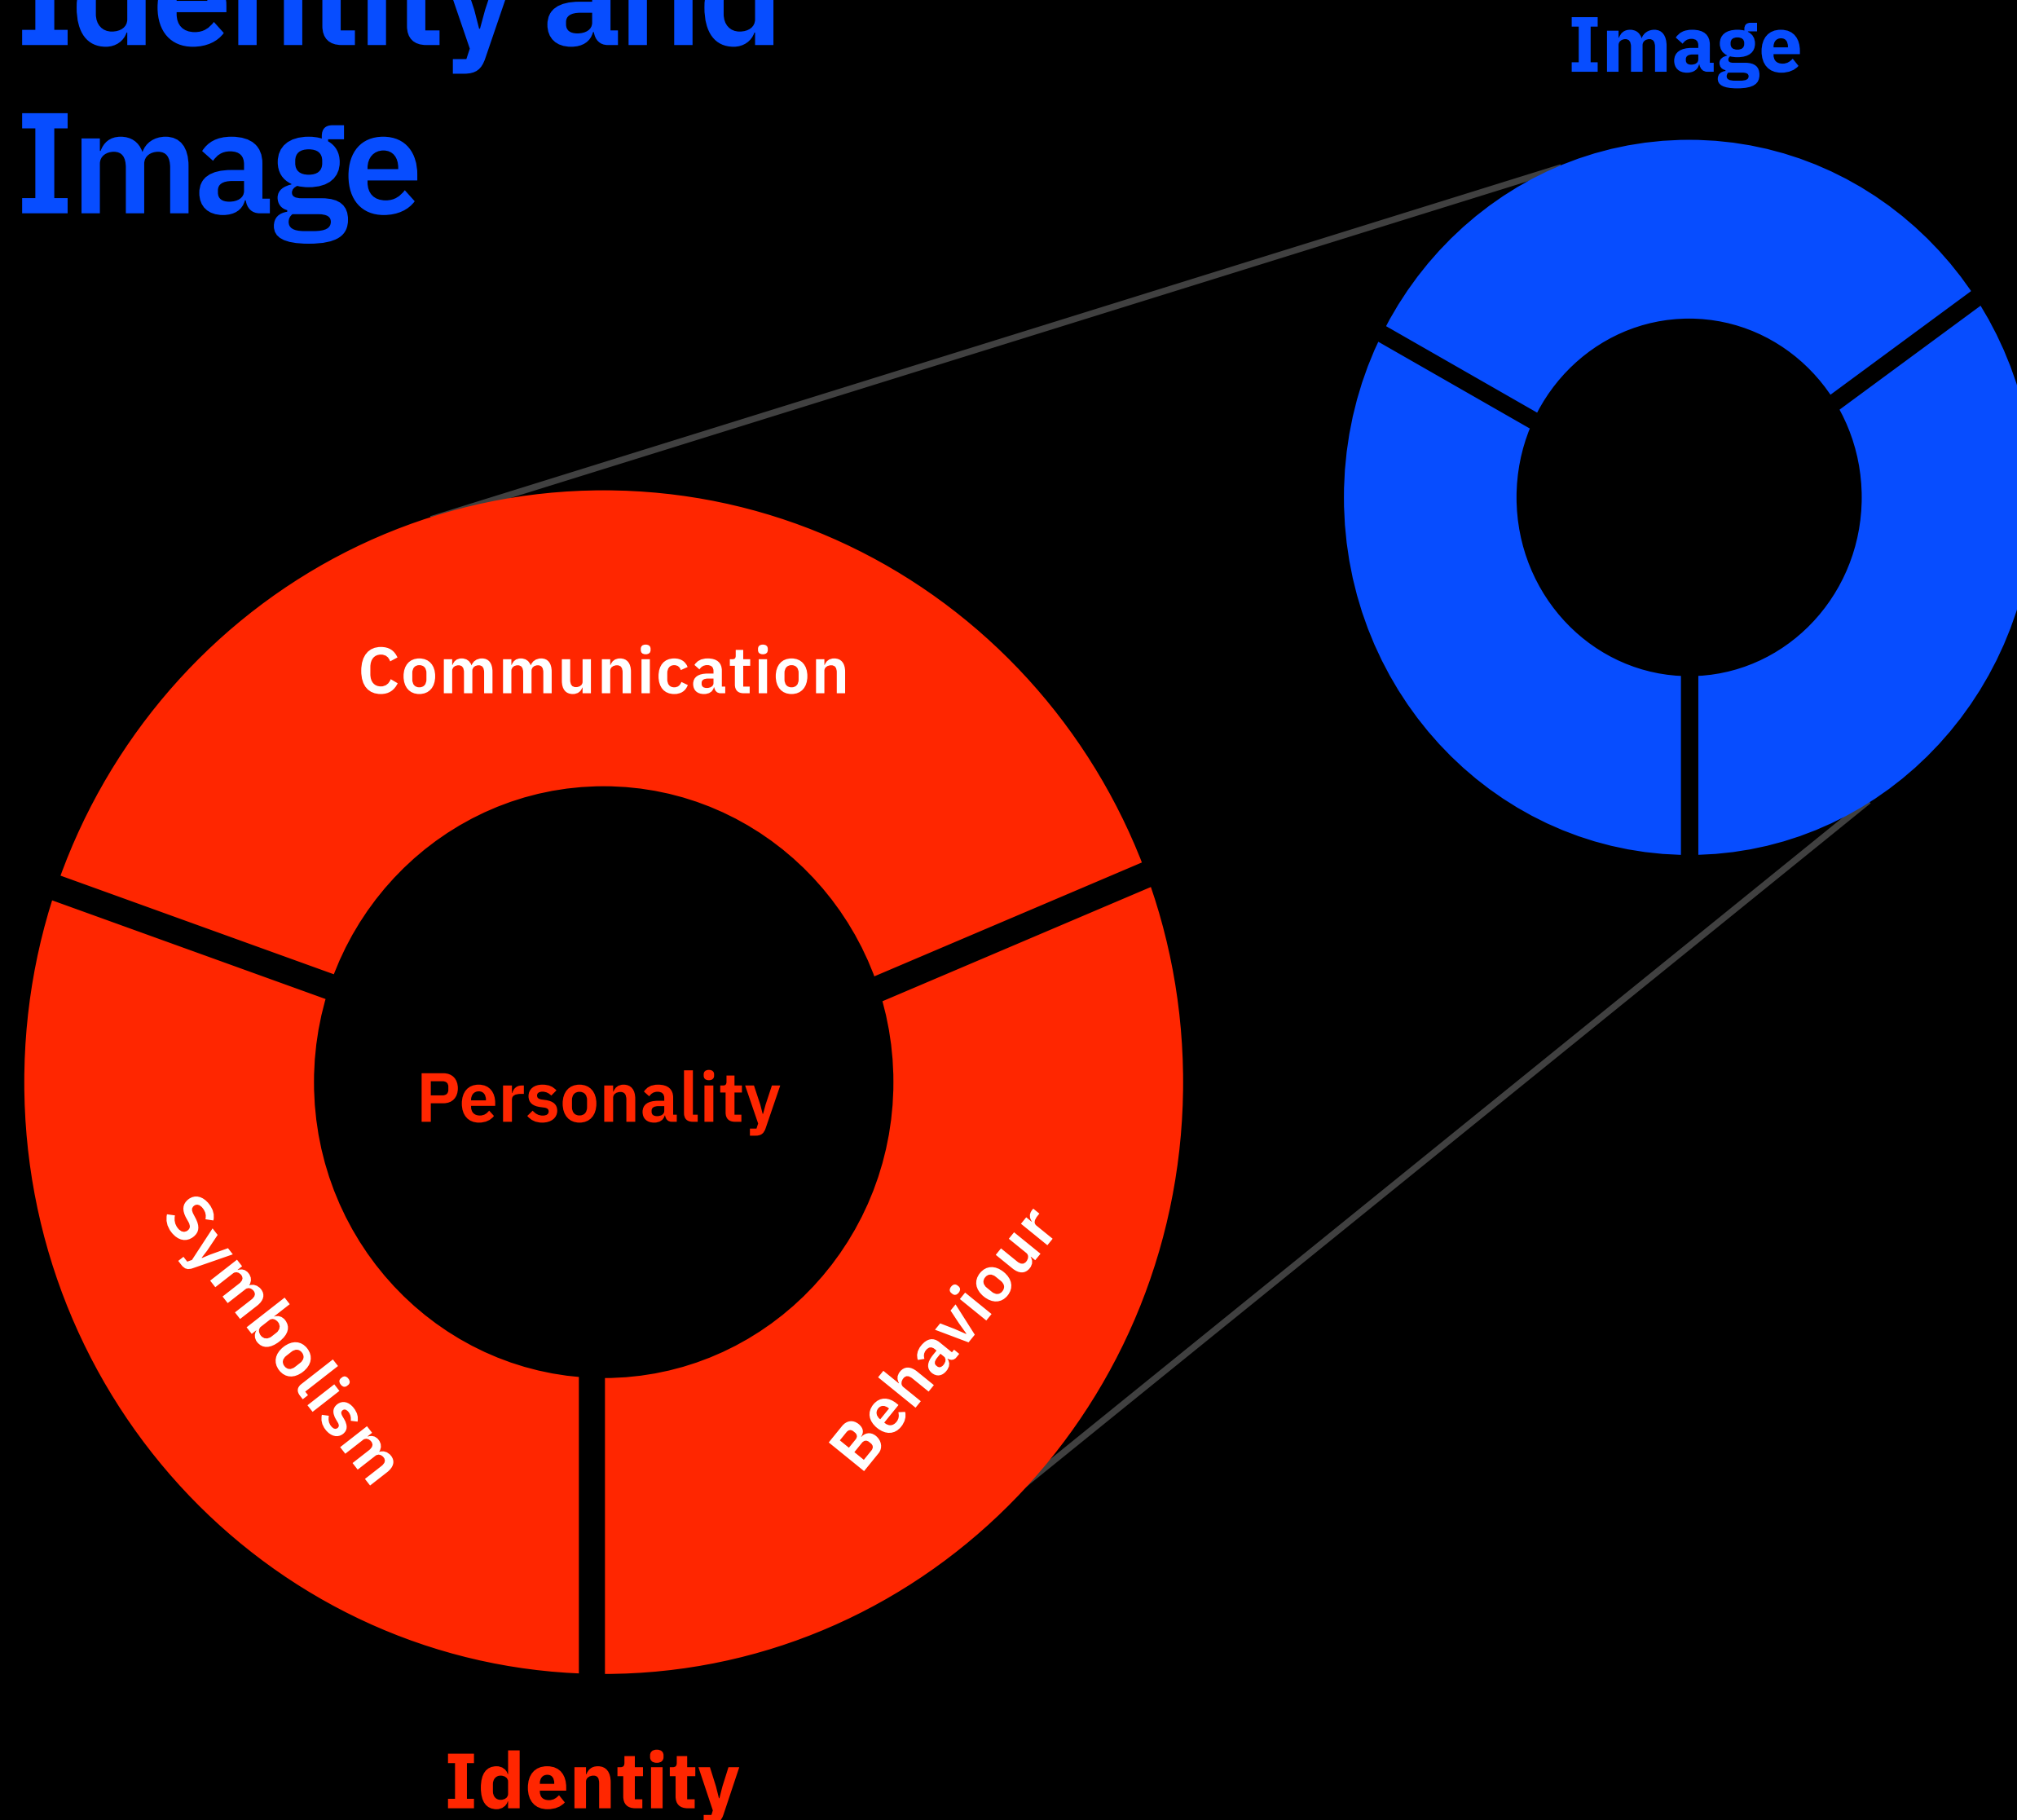 Identity and
Image
Image
Communication
Personality
Symbolism
Behaviour
Identity